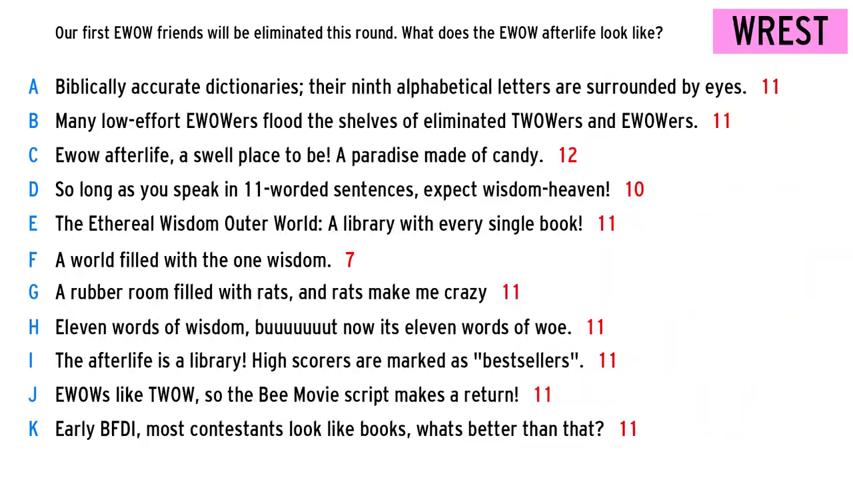 Our first EWOW friends will be eliminated this round. What does the EWOW afterlife look like?
WREST
A Biblically accurate dictionaries; their ninth alphabetical letters are surrounded by eyes. 11
B Many low-effort EWOWers flood the shelves of eliminated TWOWers and EWOWers. 11
C Ewow afterlife, a swell place to be! A paradise made of candy. 12
D So long as you speak in 11-worded sentences, expect wisdom-heaven! 10
E The Ethereal Wisdom Outer World: A library with every single book! 11
F A world filled with the one wisdom. 7
G A rubber room filled with rats, and rats make me crazy 11
H Eleven words of wisdom, buuuuuuut now its eleven words of woe. 11
I The afterlife is a library! High scorers are marked as "bestsellers". 11
J EWOWs like TWOW, so the Bee Movie script makes a return! 11
K Early BFDI, most contestants look like books, whats better than that? 11